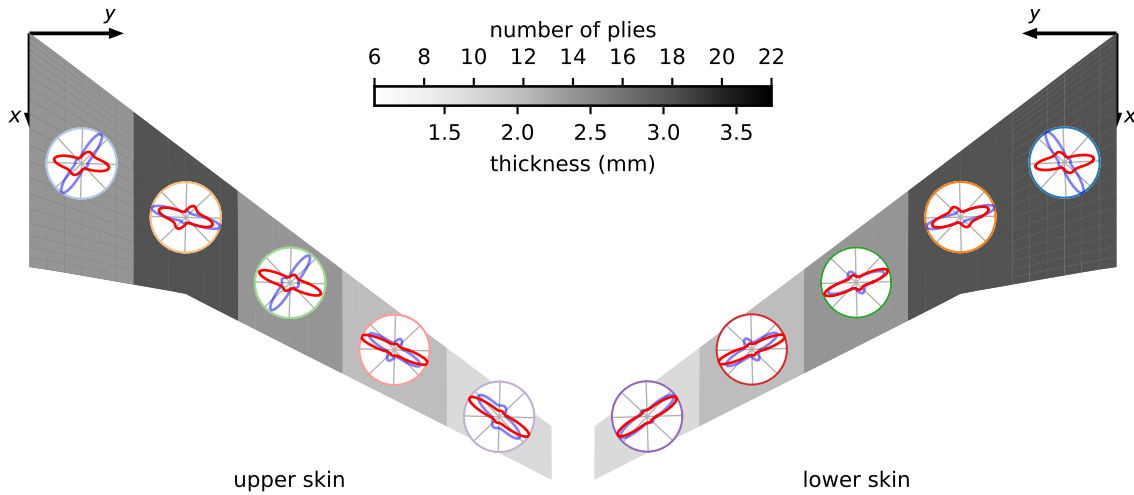 y
y
number of plies
6 8 10 12 14 16 18 20 22
x
x
1.5 2.0 2.5 3.0 3.5
thickness (mm)
upper skin
lower skin